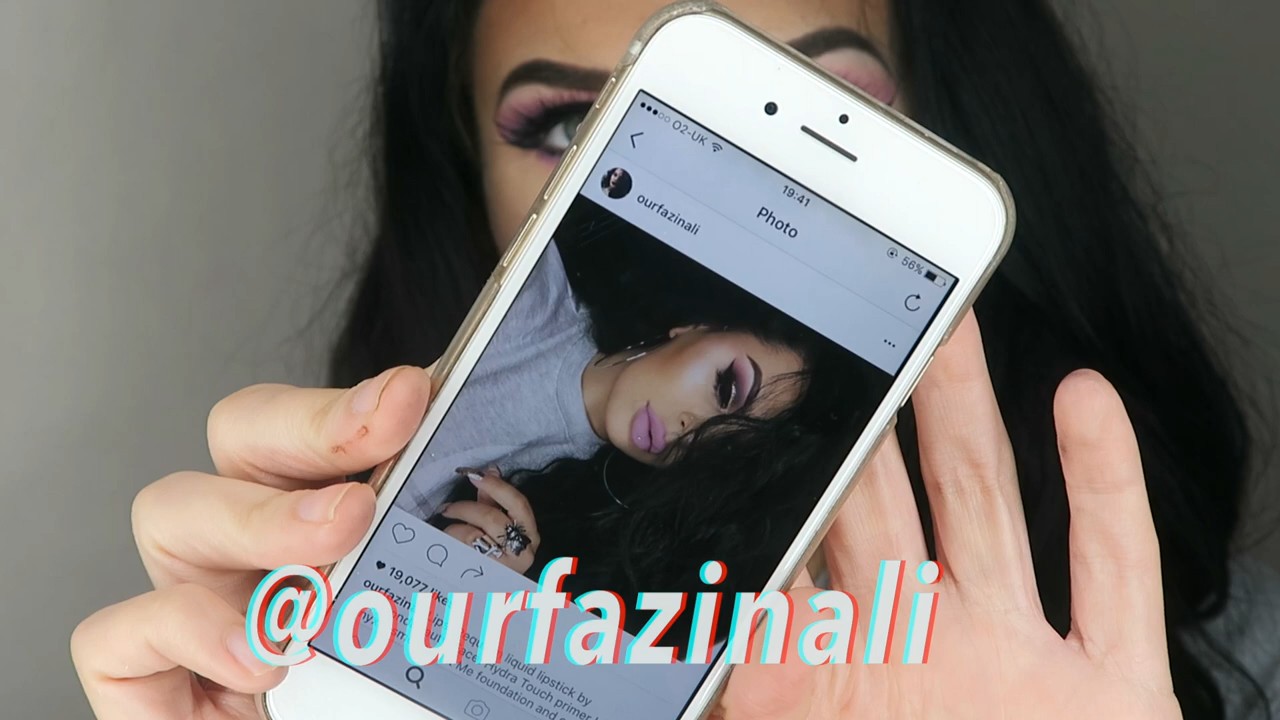 O2-UK
19:41
56%
Photo
ourfazinali
19,077
liquid lipstick by
Hydra Touch primer
Me foundation and
@ourfazinali